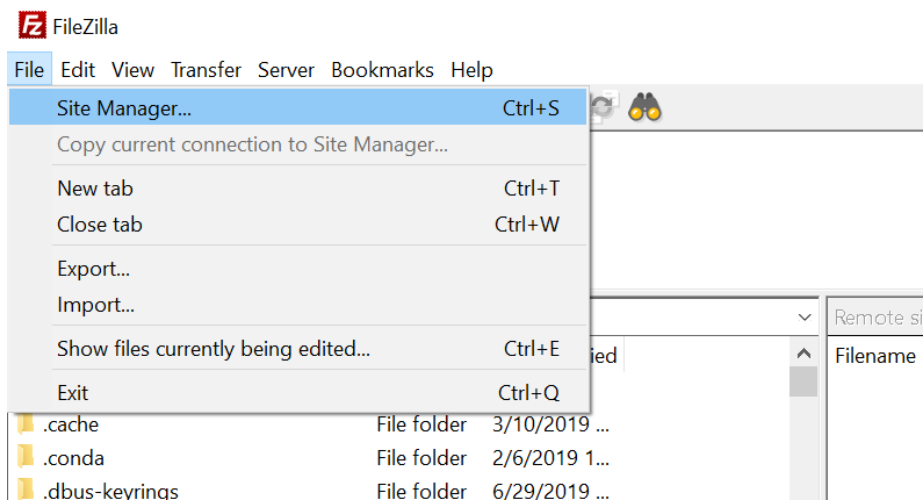 Fz FileZilla
File Edit View Transfer Server Bookmarks Help
Site Manager... Ctrl+S
Copy current connection to Site Manager...
New tab Ctrl+T
Close tab Ctrl+W
Export...
Import...
Remote si
Show files currently being edited... Ctrl+E
ied Filename
Exit Ctrl+Q
.cache File folder 3/10/2019 ...
.conda File folder 2/6/2019 1...
.dbus-keyrings File folder 6/29/2019 ...